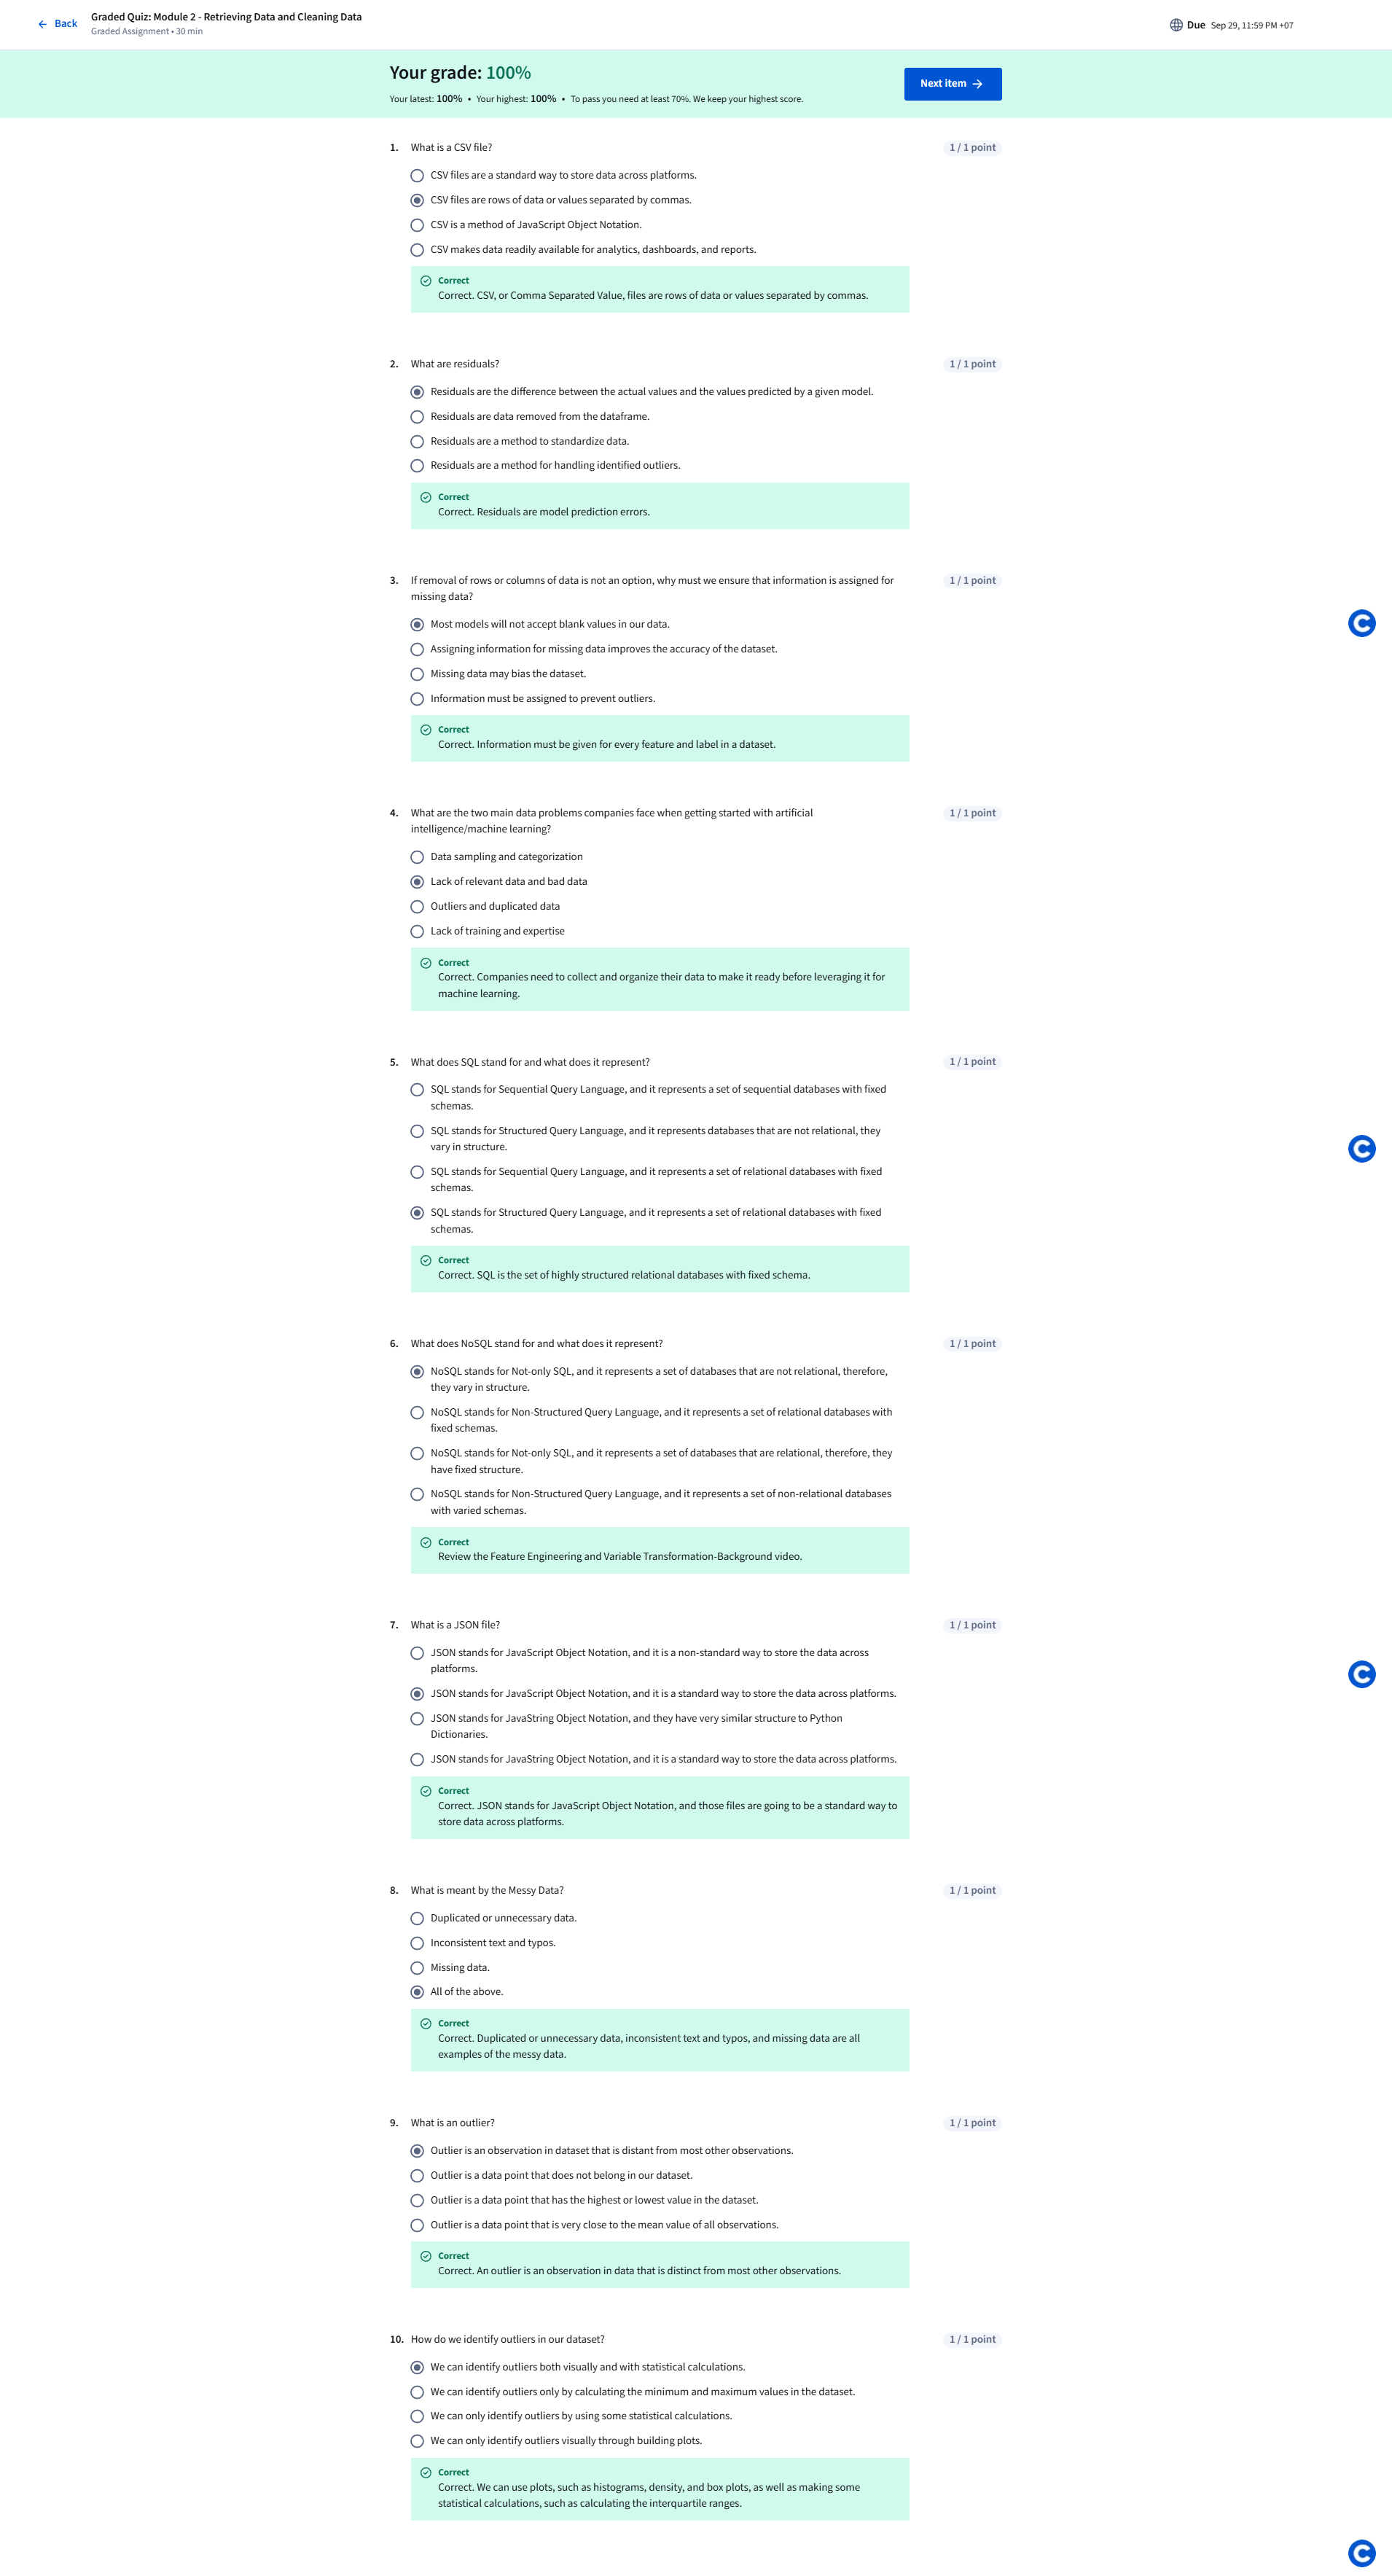 Back
Graded Quiz: Module 2 - Retrieving Data and Cleaning Data
Graded Assignment • 30 min
Due Sep 29, 11:59 PM +07
Your grade: 100%
Your latest: 100% • Your highest: 100% • To pass you need at least 70%. We keep your highest score.
Next item →
1. What is a CSV file?
1 / 1 point
CSV files are a standard way to store data across platforms.
CSV files are rows of data or values separated by commas.
CSV is a method of JavaScript Object Notation.
CSV makes data readily available for analytics, dashboards, and reports.
Correct
Correct. CSV, or Comma Separated Value, files are rows of data or values separated by commas.
2. What are residuals?
1 / 1 point
Residuals are the difference between the actual values and the values predicted by a given model.
Residuals are data removed from the dataframe.
Residuals are a method to standardize data.
Residuals are a method for handling identified outliers.
Correct
Correct. Residuals are model prediction errors.
3. If removal of rows or columns of data is not an option, why must we ensure that information is assigned for
missing data?
1 / 1 point
Most models will not accept blank values in our data.
Assigning information for missing data improves the accuracy of the dataset.
Missing data may bias the dataset.
Information must be assigned to prevent outliers.
Correct
Correct. Information must be given for every feature and label in a dataset.
4. What are the two main data problems companies face when getting started with artificial
intelligence/machine learning?
1 / 1 point
Data sampling and categorization
Lack of relevant data and bad data
Outliers and duplicated data
Lack of training and expertise
Correct
Correct. Companies need to collect and organize their data to make it ready before leveraging it for
machine learning.
5. What does SQL stand for and what does it represent?
1 / 1 point
SQL stands for Sequential Query Language, and it represents a set of sequential databases with fixed
schemas.
SQL stands for Structured Query Language, and it represents databases that are not relational, they
vary in structure.
SQL stands for Sequential Query Language, and it represents a set of relational databases with fixed
schemas.
SQL stands for Structured Query Language, and it represents a set of relational databases with fixed
schemas.
Correct
Correct. SQL is the set of highly structured relational databases with fixed schema.
6. What does NoSQL stand for and what does it represent?
1 / 1 point
NoSQL stands for Not-only SQL, and it represents a set of databases that are not relational, therefore,
they vary in structure.
NoSQL stands for Non-Structured Query Language, and it represents a set of relational databases with
fixed schemas.
NoSQL stands for Not-only SQL, and it represents a set of databases that are relational, therefore, they
have fixed structure.
NoSQL stands for Non-Structured Query Language, and it represents a set of non-relational databases
with varied schemas.
Correct
Review the Feature Engineering and Variable Transformation-Background video.
7. What is a JSON file?
1 / 1 point
JSON stands for JavaScript Object Notation, and it is a non-standard way to store the data across
platforms.
JSON stands for JavaScript Object Notation, and it is a standard way to store the data across platforms.
JSON stands for JavaString Object Notation, and they have very similar structure to Python
Dictionaries.
JSON stands for JavaString Object Notation, and it is a standard way to store the data across platforms.
Correct
Correct. JSON stands for JavaScript Object Notation, and those files are going to be a standard way to
store data across platforms.
8. What is meant by the Messy Data?
1 / 1 point
Duplicated or unnecessary data.
Inconsistent text and typos.
Missing data.
All of the above.
Correct
Correct. Duplicated or unnecessary data, inconsistent text and typos, and missing data are all
examples of the messy data.
9. What is an outlier?
1 / 1 point
Outlier is an observation in dataset that is distant from most other observations.
Outlier is a data point that does not belong in our dataset.
Outlier is a data point that has the highest or lowest value in the dataset.
Outlier is a data point that is very close to the mean value of all observations.
Correct
Correct. An outlier is an observation in data that is distinct from most other observations.
10. How do we identify outliers in our dataset?
1 / 1 point
We can identify outliers both visually and with statistical calculations.
We can identify outliers only by calculating the minimum and maximum values in the dataset.
We can only identify outliers by using some statistical calculations.
We can only identify outliers visually through building plots.
Correct
Correct. We can use plots, such as histograms, density, and box plots, as well as making some
statistical calculations, such as calculating the interquartile ranges.